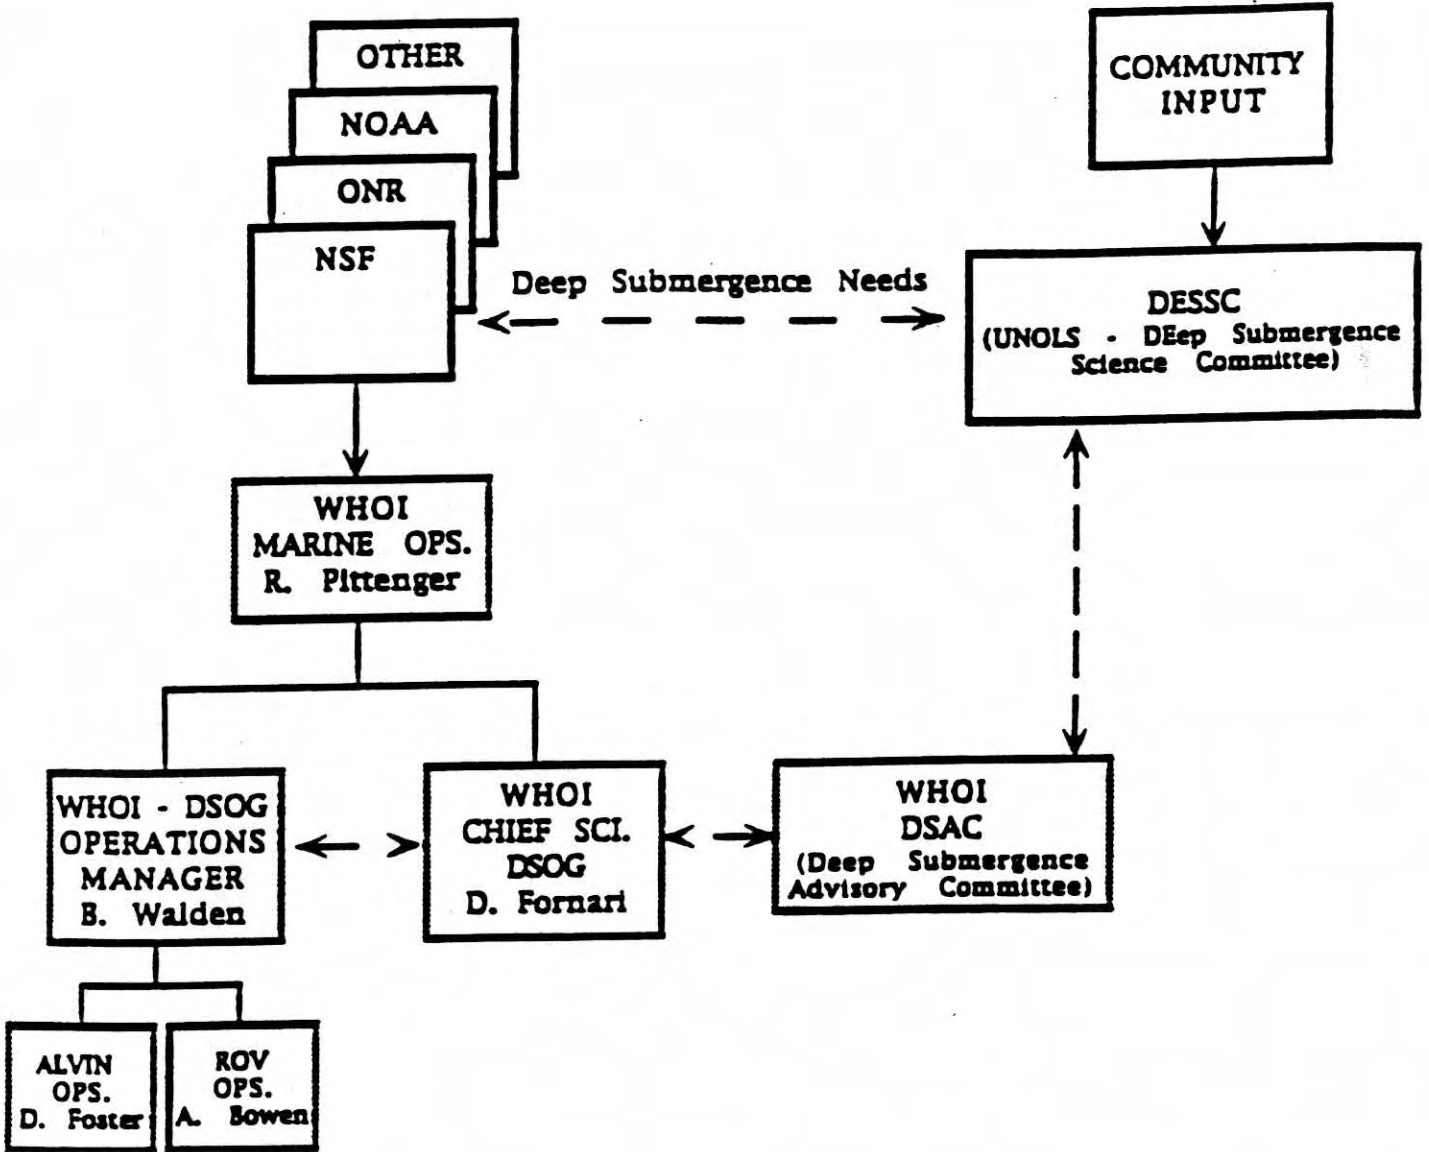 OTHER
NOAA
ONR
NSF
COMMUNITY
INPUT
Deep Submergence Needs
DESSC
(UNOLS - DEep Submergence
Science Committee)
WHOI
MARINE OPS.
R. Pittenger
WHOI - DSOG
OPERATIONS
MANAGER
B. Walden
WHOI
CHIEF SCI.
DSOG
D. Fornari
WHOI
DSAC
(Deep Submergence
Advisory Committee)
ALVIN
OPS.
D. Foster
ROV
OPS.
A. Bowen